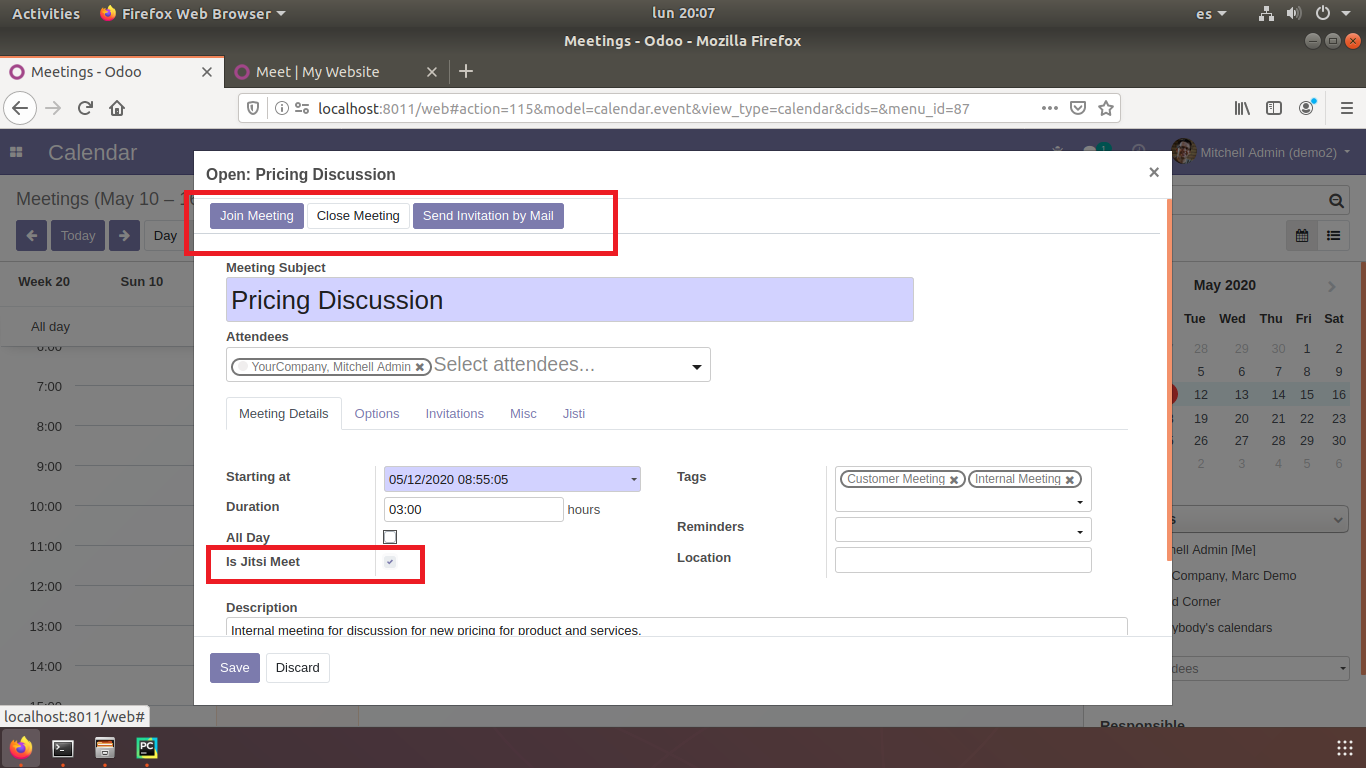 Activities Firefox Web Browser lun 20:07 es
Meetings - Odoo - Mozilla Firefox
Meetings - Odoo Meet | My Website
localhost:8011/web#action=115&model=calendar.event&view_type=calendar&cids=&menu_id=87
Calendar 1 Mitchell Admin (demo2)
Open: Pricing Discussion ×
Meetings (May 10 –
Join Meeting Close Meeting Send Invitation by Mail
Today Day
Meeting Subject
Week 20 Sun 10 May 2020
Pricing Discussion
Tue Wed Thu Fri Sat
All day
Attendees
28 29 30 1 2
6:00
YourCompany, Mitchell Admin Select attendees...
5 6 7 8 9
7:00
12 13 14 15 16
Meeting Details Options Invitations Misc Jisti
19 20 21 22 23
8:00
26 27 28 29 30
9:00
2 3 4 5 6
Starting at 05/12/2020 08:55:05 Tags Customer Meeting Internal Meeting
10:00
Duration 03:00 hours
Reminders
All Day
11:00
hell Admin [Me]
Is Jitsi Meet Location
Company, Marc Demo
12:00
d Corner
Description
13:00
ybody's calendars
Internal meeting for discussion for new pricing for product and services.
14:00
Save Discard
dees
15:00
localhost:8011/web#
Responsible